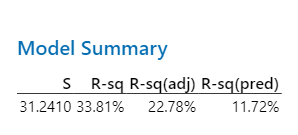 Model Summary
S R-sq R-sq(adj) R-sq(pred)
31.2410 33.81% 22.78% 11.72%